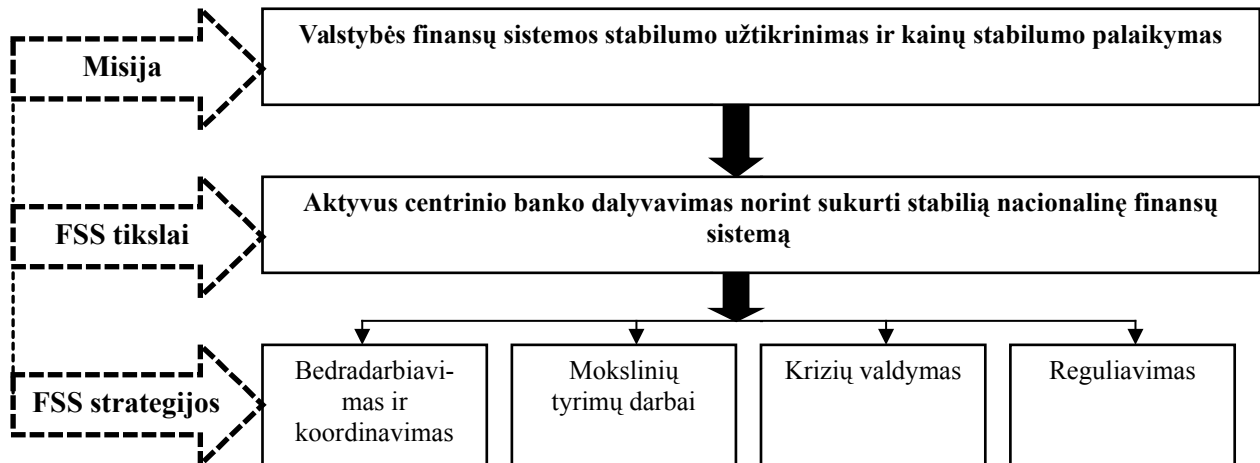 Misija
Valstybės finansų sistemos stabilumo užtikrinimas ir kainų stabilumo palaikymas
FSS tikslai
Aktyvus centrinio banko dalyvavimas norint sukurti stabilią nacionalinę finansų
sistemą
FSS strategijos
Bedradarbiavi-
mas ir
koordinavimas
Mokslinių
tyrimų darbai
Krizių valdymas
Reguliavimas